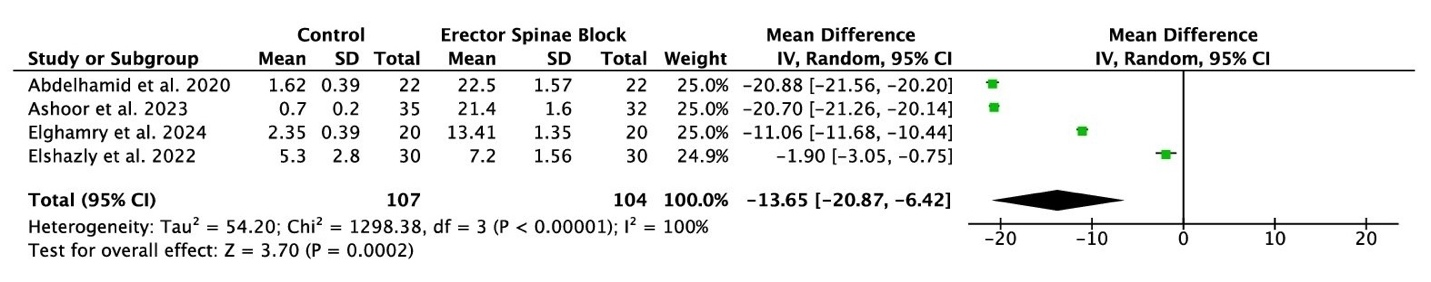 Control Erector Spinae Block Mean Difference Mean Difference
Study or Subgroup Mean SD Total Mean SD Total Weight IV, Random, 95% CI IV, Random, 95% CI
Abdelhamid et al. 2020 1.62 0.39 22 22.5 1.57 22 25.0% −20.88 [−21.56, −20.20]
Ashoor et al. 2023 0.7 0.2 35 21.4 1.6 32 25.0% −20.70 [−21.26, −20.14]
Elghamry et al. 2024 2.35 0.39 20 13.41 1.35 20 25.0% −11.06 [−11.68, −10.44]
Elshazly et al. 2022 5.3 2.8 30 7.2 1.56 30 24.9% −1.90 [−3.05, −0.75]
Total (95% CI) 107 104 100.0% −13.65 [−20.87, −6.42]
Heterogeneity: Tau² = 54.20; Chi² = 1298.38, df = 3 (P < 0.00001); I² = 100%
Test for overall effect: Z = 3.70 (P = 0.0002)
−20 −10 0 10 20